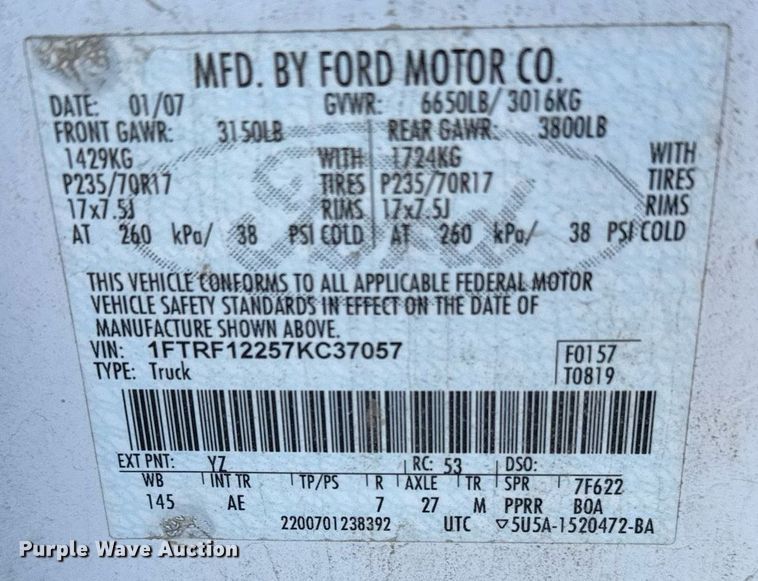 MFD. BY FORD MOTOR CO.
DATE: 01/07 GVWR: 6650LB/ 3016KG
FRONT GAWR: 3150LB REAR GAWR: 3800LB
1429KG WITH 1724KG WITH
P235/70R17 TIRES P235/70R17 TIRES
17x7.5J RIMS 17x7.5J RIMS
AT 260 kPa/ 38 PSI COLD AT 260 kPa/ 38 PSI COLD
Ford
THIS VEHICLE CONFORMS TO ALL APPLICABLE FEDERAL MOTOR
VEHICLE SAFETY STANDARDS IN EFFECT ON THE DATE OF
MANUFACTURE SHOWN ABOVE.
VIN: 1FTRF12257KC37057 F0157
TYPE: Truck T0819
EXT PNT: YZ RC: 53 DSO:
WB INT TR TP/PS R AXLE TR SPR 7F622
145 AE 7 27 M PPRR BOA
2200701238392 UTC ▽5U5A-1520472-BA
Purple Wave Auction